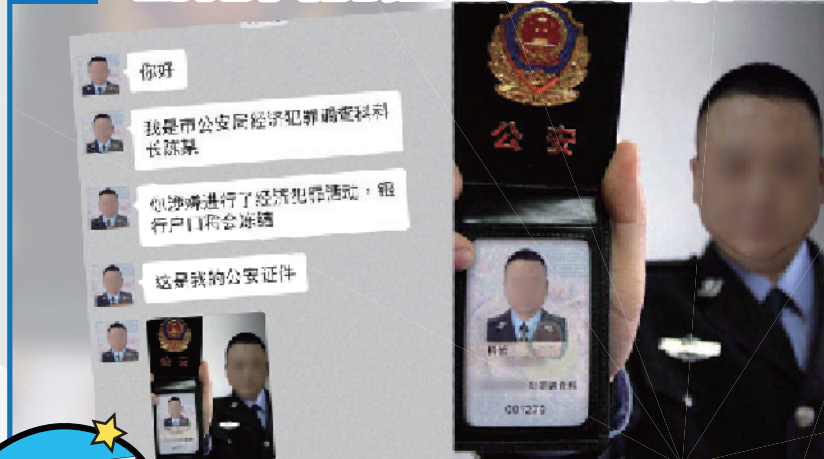 你好
我是市公安局经济犯罪调查科科
长陈某
你涉嫌进行了经济犯罪活动，银
行户口将会冻结
这是我的公安证件
公安
科长
001279
公安